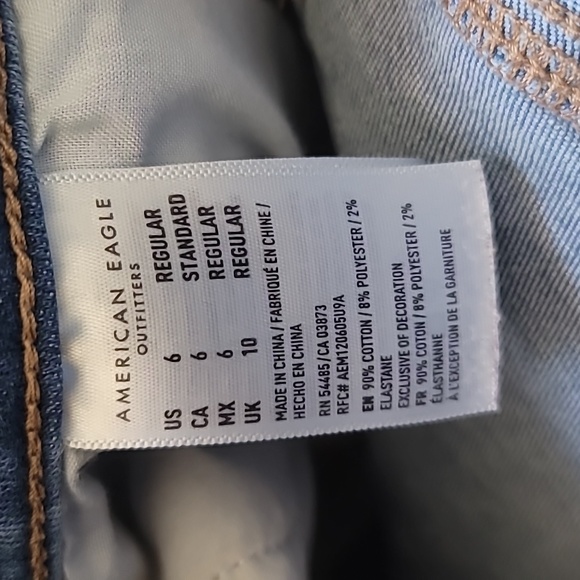 AMERICAN EAGLE
OUTFITTERS
US 6 REGULAR
CA 6 STANDARD
MX 6 REGULAR
UK 10 REGULAR
MADE IN CHINA / FABRIQUÉ EN CHINE /
HECHO EN CHINA
RN 54485 / CA 03873
RFC# AEM120605U9A
EN 90% COTTON / 8% POLYESTER / 2%
ELASTANE
EXCLUSIVE OF DECORATION
FR 90% COTON / 8% POLYESTER / 2%
ÉLASTHANNE
À L'EXCEPTION DE LA GARNITURE